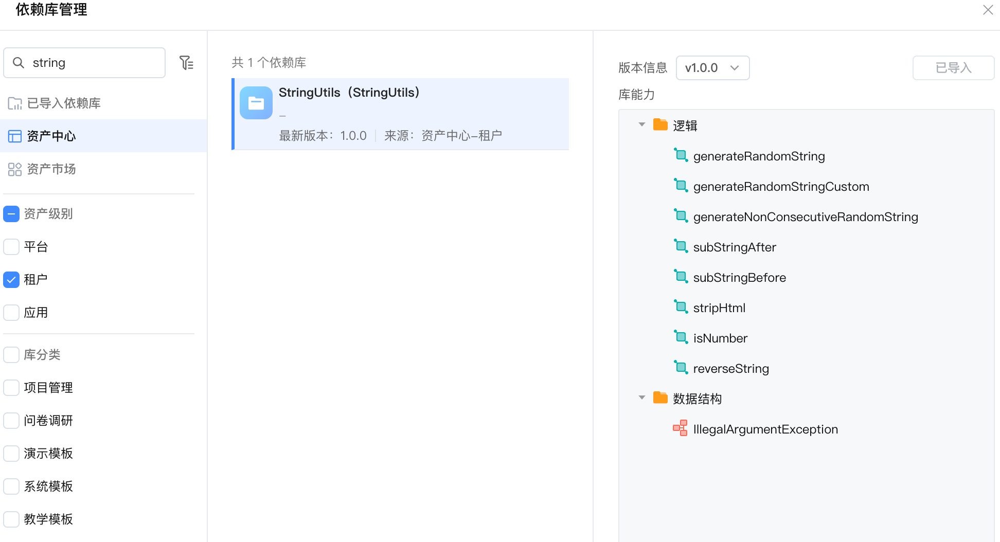 依赖库管理
string
已导入依赖库
资产中心
资产市场
资产级别
平台
租户
应用
库分类
项目管理
问卷调研
演示模板
系统模板
教学模板
共 1 个依赖库
StringUtils（StringUtils）
–
最新版本：1.0.0 来源：资产中心–租户
版本信息 v1.0.0 已导入
库能力
逻辑
generateRandomString
generateRandomStringCustom
generateNonConsecutiveRandomString
subStringAfter
subStringBefore
stripHtml
isNumber
reverseString
数据结构
IllegalArgumentException